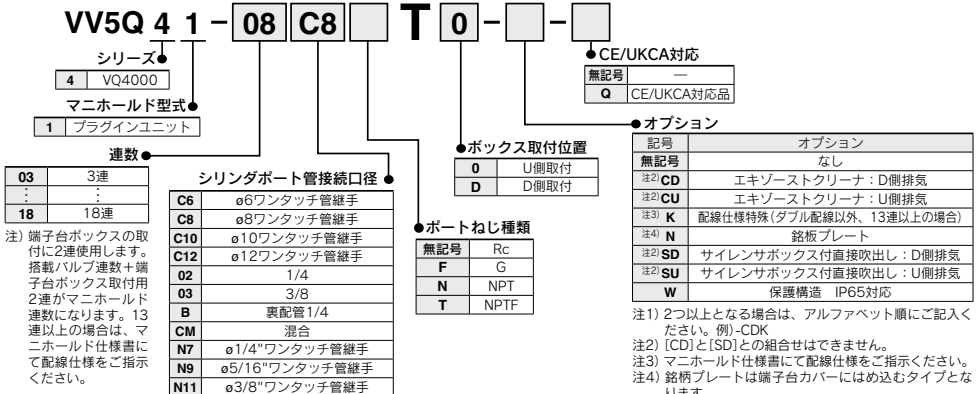 VV5Q 4 1 - 08 C8 T 0 - -
シリーズ
4 VQ4000
マニホールド型式
1 プラグインユニット
連数
03 3連
⋮ ⋮
18 18連
注) 端子台ボックスの取
付に2連使用します。
搭載バルブ連数+端
子台ボックス取付用
2連がマニホールド
連数になります。13
連以上の場合は、マ
ニホールド仕様書に
て配線仕様をご指示
ください。
シリンダポート管接続口径
C6 ø6ワンタッチ管継手
C8 ø8ワンタッチ管継手
C10 ø10ワンタッチ管継手
C12 ø12ワンタッチ管継手
02 1/4
03 3/8
B 裏配管1/4
CM 混合
N7 ø1/4"ワンタッチ管継手
N9 ø5/16"ワンタッチ管継手
N11 ø3/8"ワンタッチ管継手
ポートねじ種類
無記号 Rc
F G
N NPT
T NPTF
ボックス取付位置
0 U側取付
D D側取付
CE/UKCA対応
無記号 —
Q CE/UKCA対応品
オプション
記号 オプション
無記号 なし
注2) CD エキゾーストクリーナ:D側排気
注2) CU エキゾーストクリーナ:U側排気
注3) K 配線仕様特殊(ダブル配線以外、13連以上の場合)
注4) N 銘板プレート
注2) SD サイレンサボックス付直接吹出し:D側排気
注2) SU サイレンサボックス付直接吹出し:U側排気
W 保護構造 IP65対応
注1) 2つ以上となる場合は、アルファベット順にご記入く
ださい。例)-CDK
注2) [CD]と[SD]との組合せはできません。
注3) マニホールド仕様書にて配線仕様をご指示ください。
注4) 銘柄プレートは端子台カバーにはめ込むタイプとな
ります。